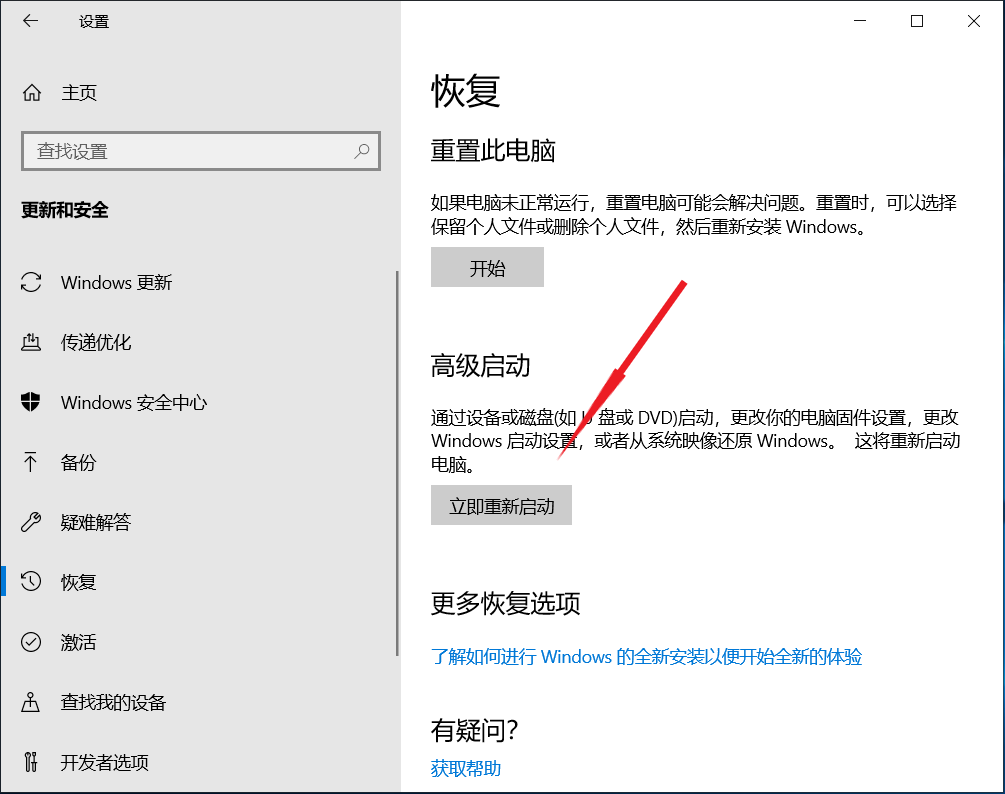 设置
主页
查找设置
更新和安全
Windows 更新
传递优化
Windows 安全中心
备份
疑难解答
恢复
激活
查找我的设备
开发者选项
恢复
重置此电脑
如果电脑未正常运行，重置电脑可能会解决问题。重置时，可以选择
保留个人文件或删除个人文件，然后重新安装 Windows。
开始
高级启动
通过设备或磁盘(如 U 盘或 DVD)启动，更改你的电脑固件设置，更改
Windows 启动设置，或者从系统映像还原 Windows。 这将重新启动
电脑。
立即重新启动
更多恢复选项
了解如何进行 Windows 的全新安装以便开始全新的体验
有疑问?
获取帮助